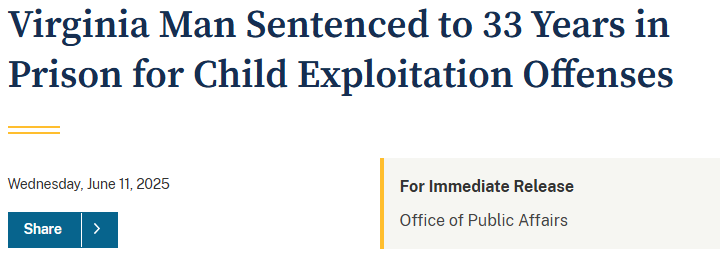 Virginia Man Sentenced to 33 Years in
Prison for Child Exploitation Offenses
Wednesday, June 11, 2025
Share
For Immediate Release
Office of Public Affairs